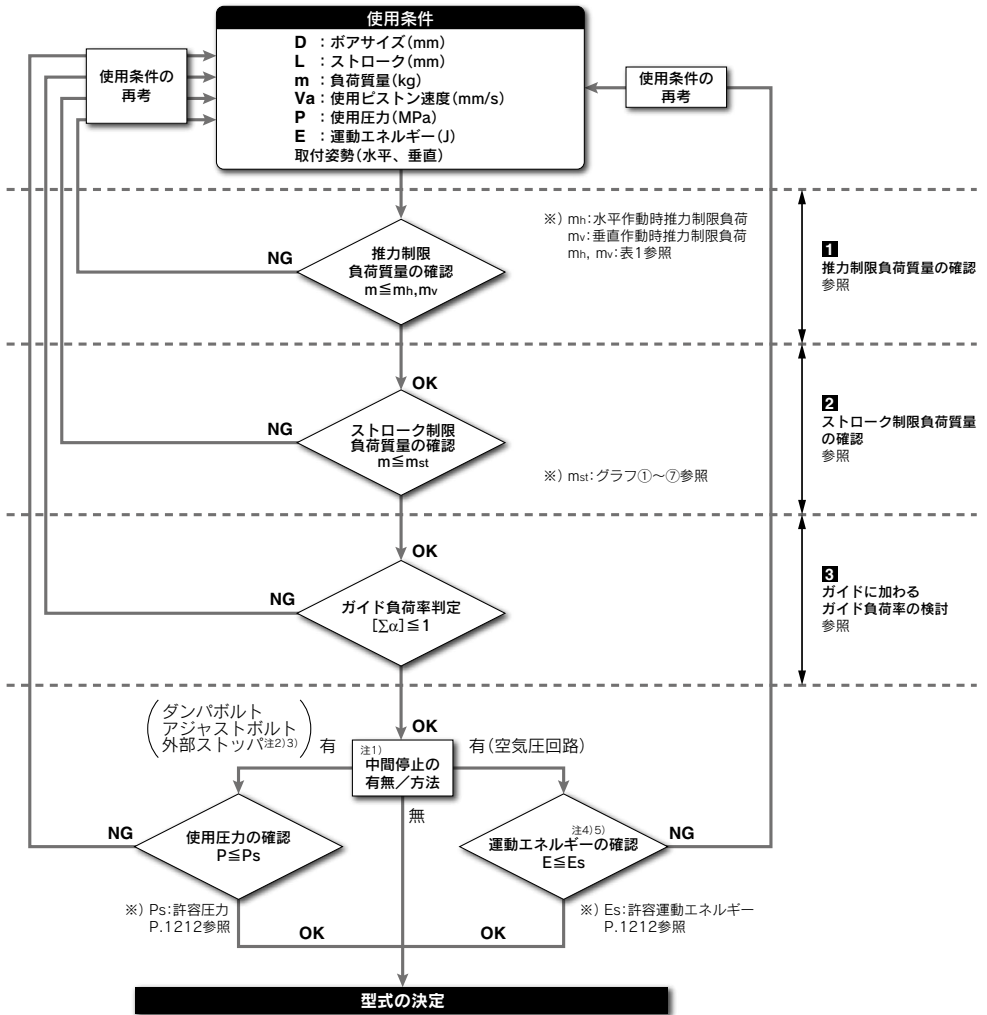 使用条件
D ：ボアサイズ(mm)
L ：ストローク(mm)
m ：負荷質量(kg)
Va：使用ピストン速度(mm/s)
P ：使用圧力(MPa)
E ：運動エネルギー(J)
取付姿勢(水平、垂直)
使用条件の
再考
使用条件の
再考
※) mh:水平作動時推力制限負荷
mv:垂直作動時推力制限負荷
mh, mv:表1参照
NG
推力制限
負荷質量の確認
m≦mh,mv
1
推力制限負荷質量の確認
参照
OK
NG
ストローク制限
負荷質量の確認
m≦mst
※) mst:グラフ①～⑦参照
2
ストローク制限負荷質量
の確認
参照
OK
NG
ガイド負荷率判定
[∑α]≦1
3
ガイドに加わる
ガイド負荷率の検討
参照
OK
ダンパボルト
アジャストボルト
外部ストッパ注2)3)
有
注1)
中間停止の
有無／方法
有(空気圧回路)
無
NG
使用圧力の確認
P≦Ps
注4)5)
運動エネルギーの確認
E≦Es
NG
※) Ps:許容圧力
P.1212参照
※) Es:許容運動エネルギー
P.1212参照
OK
OK
型式の決定